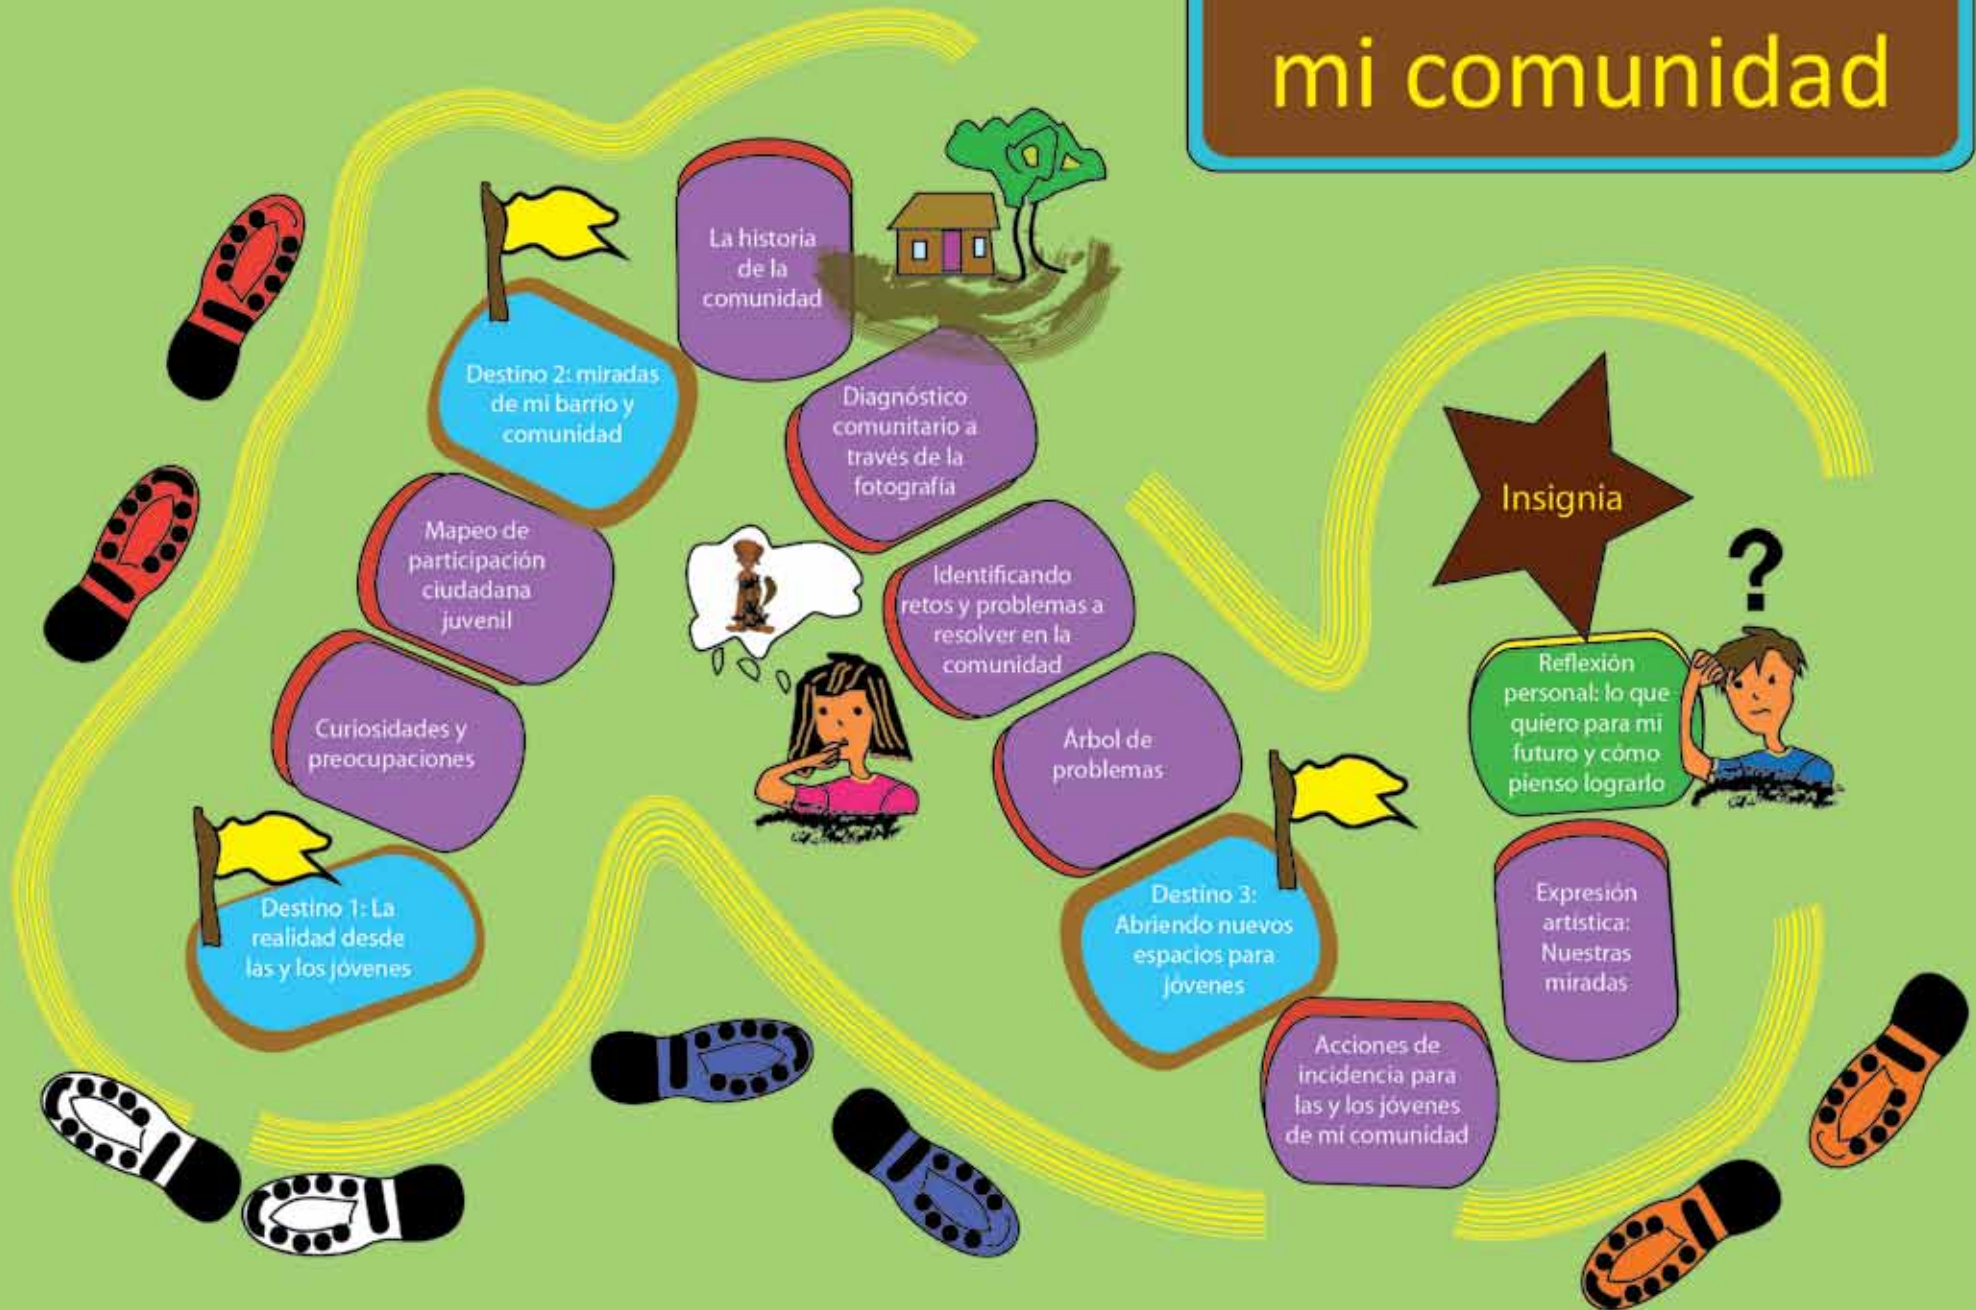 mi comunidad
La historia
de la
comunidad
Destino 2: miradas
de mi barrio y
comunidad
Diagnóstico
comunitario a
través de la
fotografía
Mapeo de
participación
ciudadana
juvenil
Identificando
retos y problemas a
resolver en la
comunidad
Curiosidades y
preocupaciones
Árbol de
problemas
Destino 1: La
realidad desde
las y los jóvenes
Destino 3:
Abriendo nuevos
espacios para
jóvenes
Acciones de
incidencia para
las y los jóvenes
de mi comunidad
Expresión
artística:
Nuestras
miradas
Reflexión
personal: lo que
quiero para mi
futuro y cómo
pienso lograrlo
?
Insignia